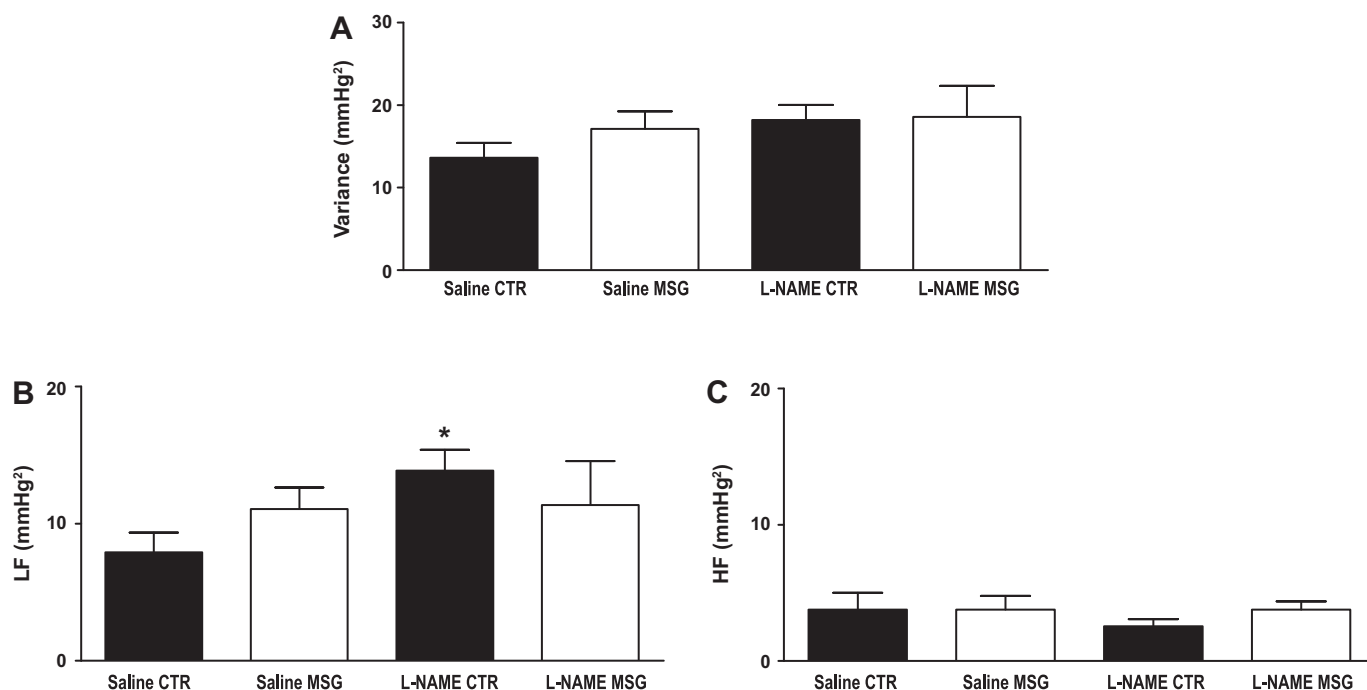 A
Variance (mmHg²)
30
20
10
0
Saline CTR Saline MSG L-NAME CTR L-NAME MSG
B
LF (mmHg²)
20
10
0
*
Saline CTR Saline MSG L-NAME CTR L-NAME MSG
C
HF (mmHg²)
20
10
0
Saline CTR Saline MSG L-NAME CTR L-NAME MSG